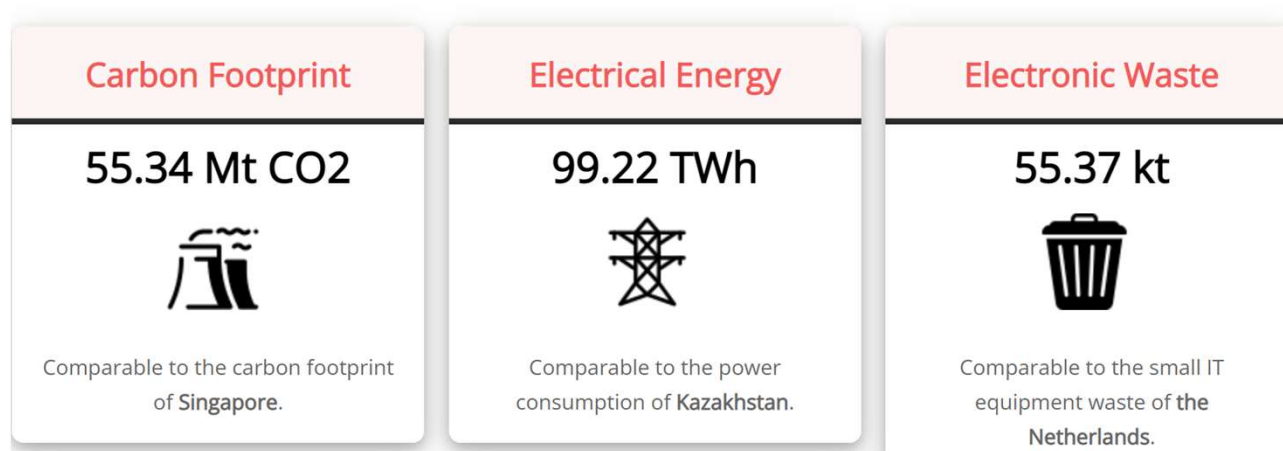 Carbon Footprint
55.34 Mt CO2
Comparable to the carbon footprint
of Singapore.
Electrical Energy
99.22 TWh
Comparable to the power
consumption of Kazakhstan.
Electronic Waste
55.37 kt
Comparable to the small IT
equipment waste of the
Netherlands.